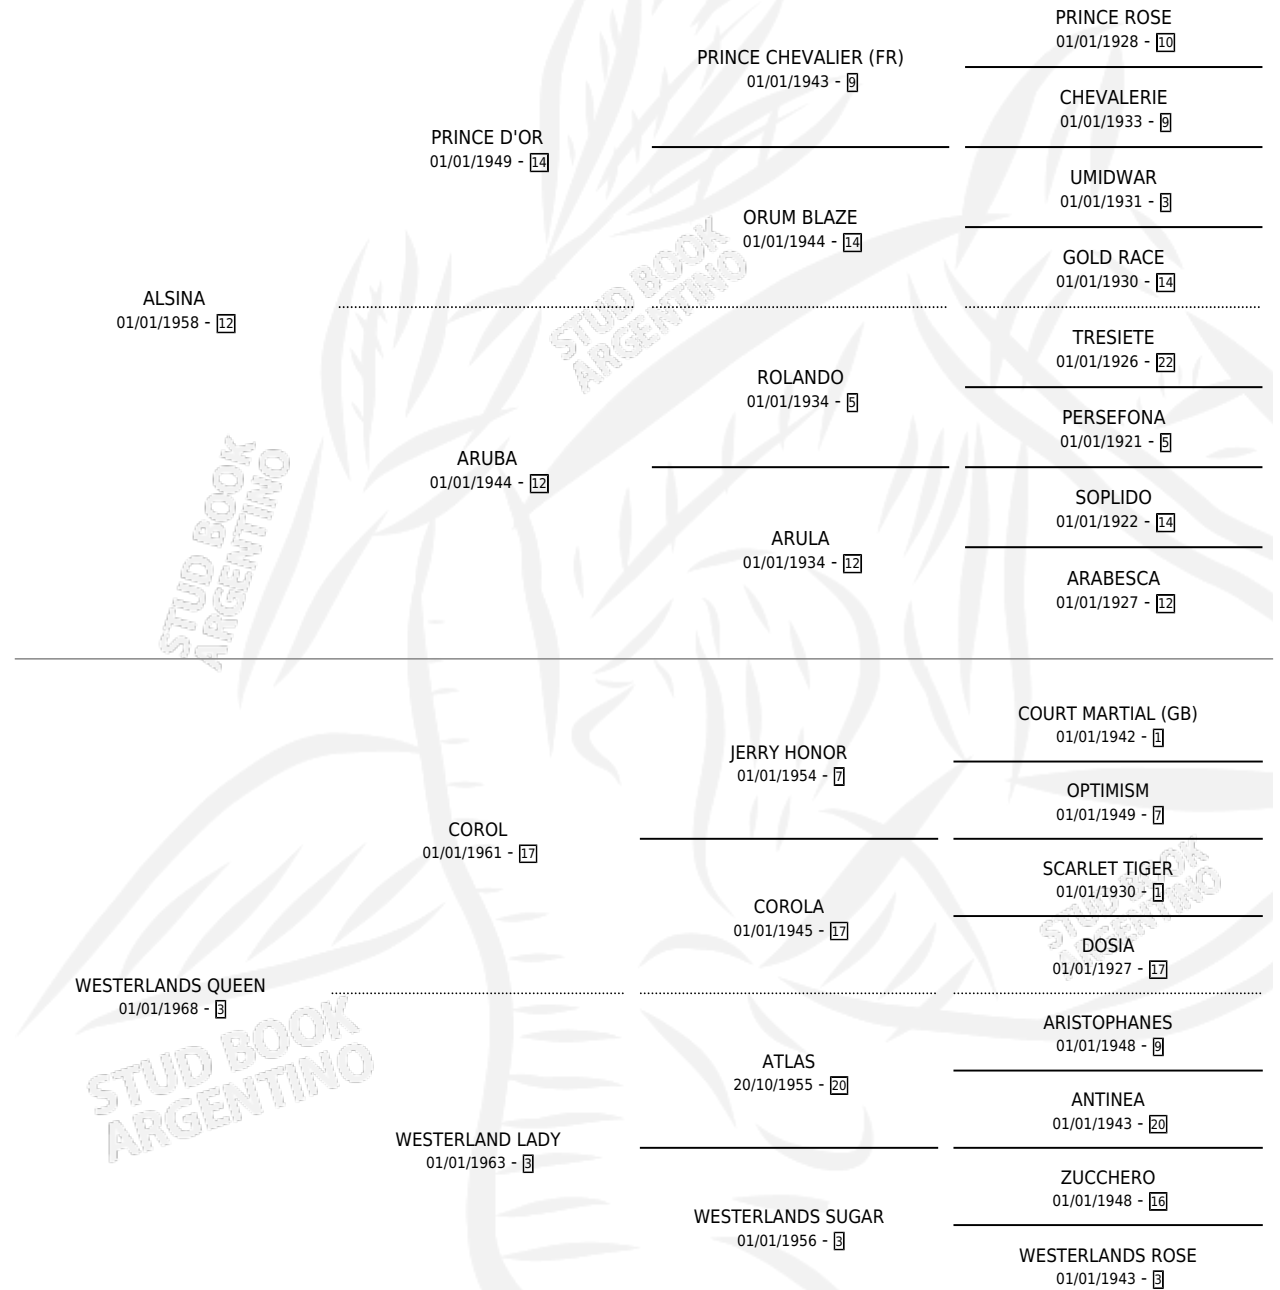 PRINCE ROSE
01/01/1928 - 10
PRINCE CHEVALIER (FR)
01/01/1943 - 9
CHEVALERIE
01/01/1933 - 9
PRINCE D'OR
01/01/1949 - 14
UMIDWAR
01/01/1931 - 3
ORUM BLAZE
01/01/1944 - 14
GOLD RACE
01/01/1930 - 14
ALSINA
01/01/1958 - 12
TRESIETE
01/01/1926 - 22
ROLANDO
01/01/1934 - 5
PERSEFONA
01/01/1921 - 5
ARUBA
01/01/1944 - 12
SOPLIDO
01/01/1922 - 14
ARULA
01/01/1934 - 12
ARABESCA
01/01/1927 - 12
STUD BOOK
ARGENTINO
STUD BOOK
ARGENTINO
COURT MARTIAL (GB)
01/01/1942 - 1
JERRY HONOR
01/01/1954 - 7
OPTIMISM
01/01/1949 - 7
COROL
01/01/1961 - 17
SCARLET TIGER
01/01/1930 - 1
COROLA
01/01/1945 - 17
DOSIA
01/01/1927 - 17
WESTERLANDS QUEEN
01/01/1968 - 3
ARISTOPHANES
01/01/1948 - 9
ATLAS
20/10/1955 - 20
ANTINEA
01/01/1943 - 20
WESTERLAND LADY
01/01/1963 - 3
ZUCCHERO
01/01/1948 - 16
WESTERLANDS SUGAR
01/01/1956 - 3
WESTERLANDS ROSE
01/01/1943 - 3
STUD BOOK
ARGENTINO
STUD BOOK
ARGENTINO